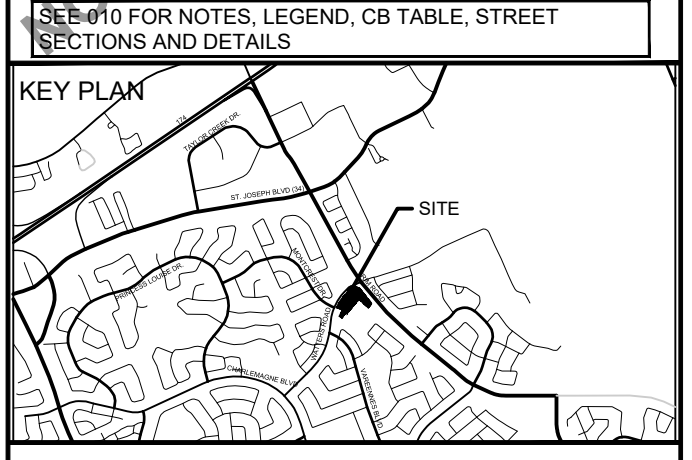 SEE 010 FOR NOTES, LEGEND, CB TABLE, STREET
SECTIONS AND DETAILS
KEY PLAN
174
TAYLOR CREEK DR.
ST. JOSEPH BLVD (34)
SITE
MONTCREST DR.
PRINCESS LOUISE DR.
ROAD
WATTERS ROAD
CHARLEMAGNE BLVD
VAREENNES BLVD